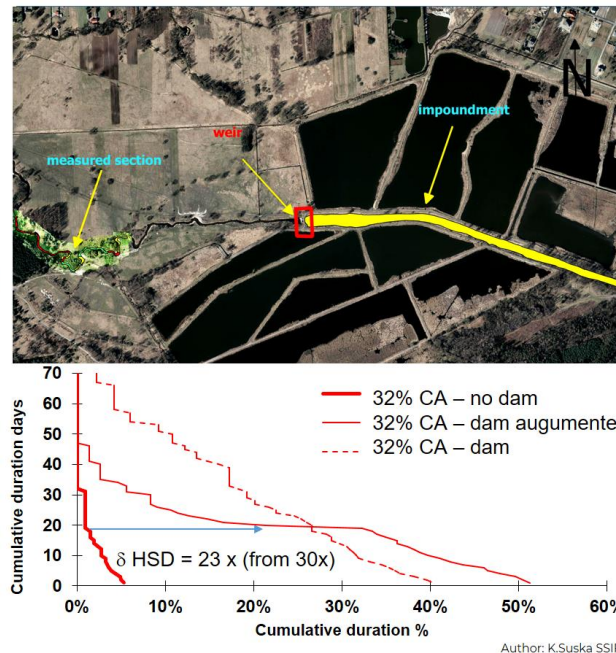 N
impoundment
weir
measured section
70
60
50
40
30
20
10
0
Cumulative duration days
32% CA – no dam
32% CA – dam augumente
32% CA – dam
δ HSD = 23 x (from 30x)
0% 10% 20% 30% 40% 50% 60%
Cumulative duration %
Author: K.Suska SSI